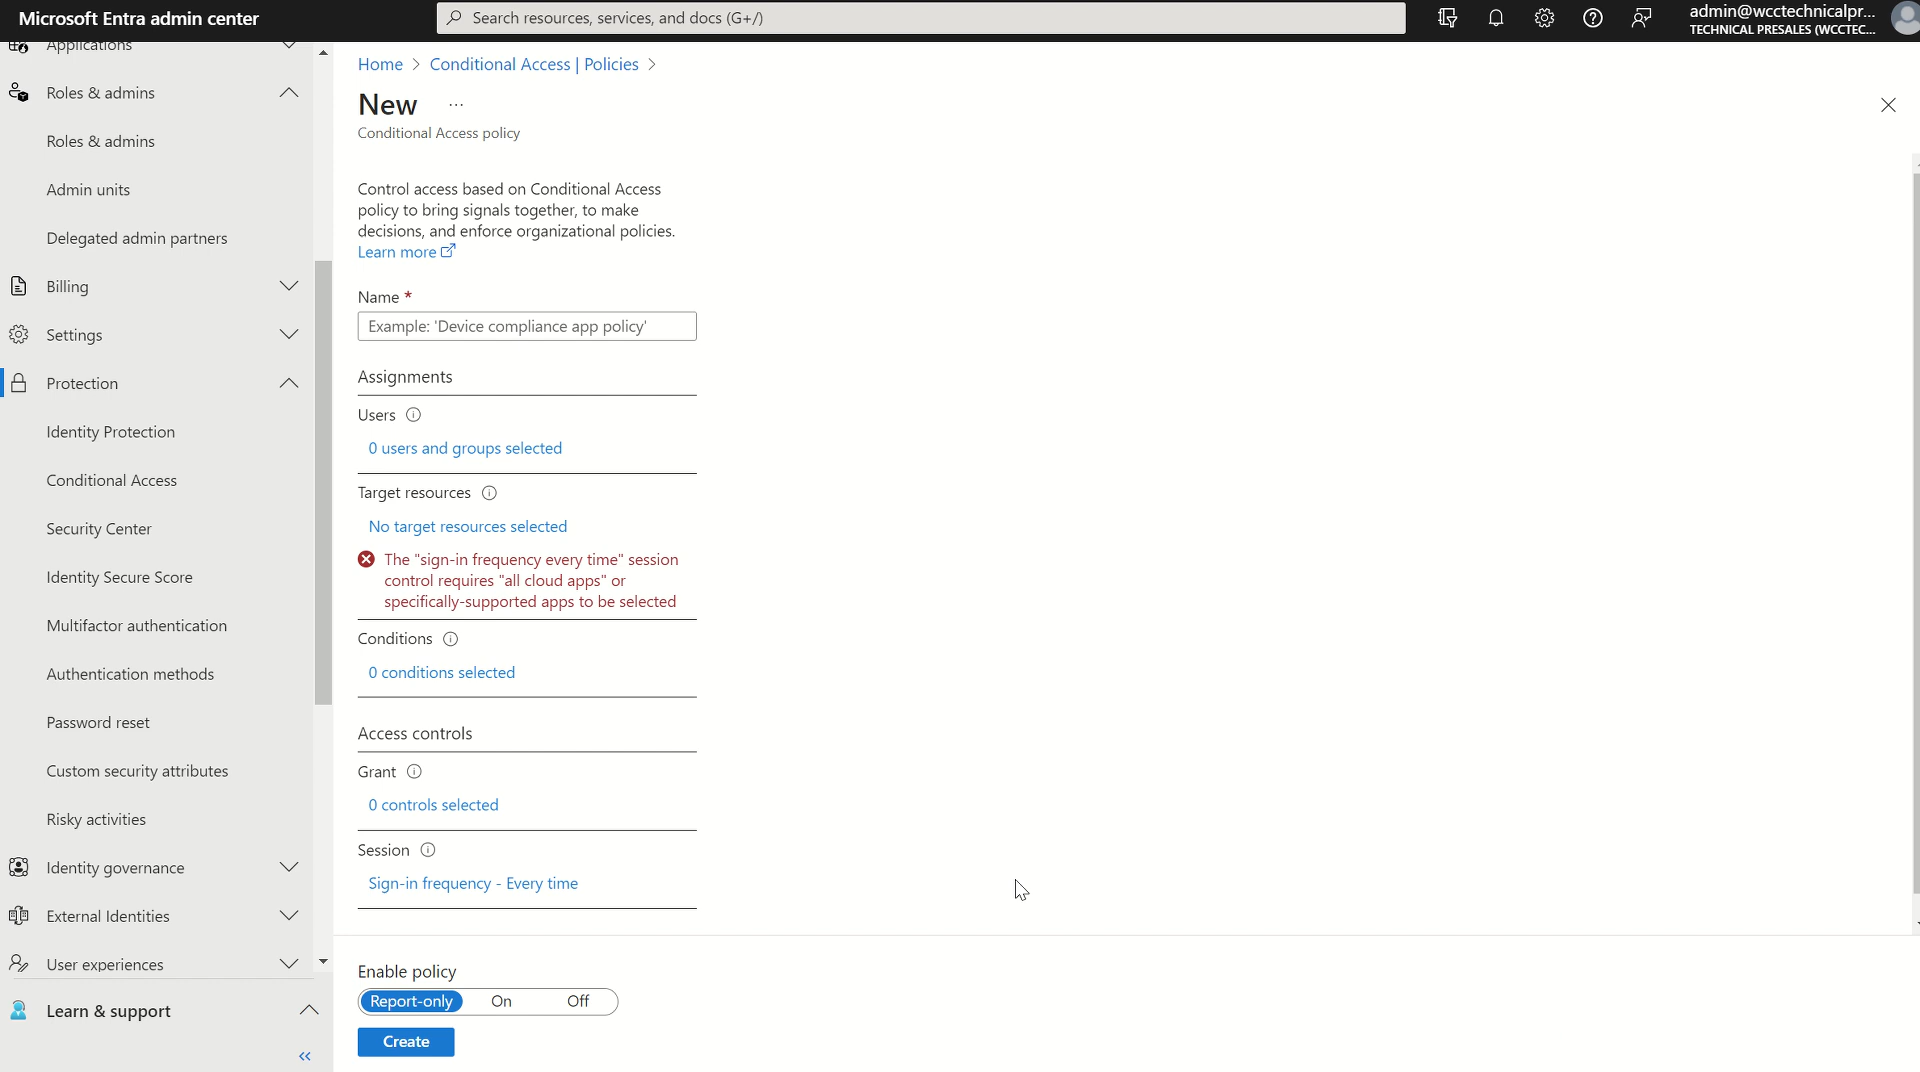 Microsoft Entra admin center
Search resources, services, and docs (G+/)
admin@wcctechnicalpr...
TECHNICAL PRESALES (WCCTEC...
Applications
Roles & admins
Roles & admins
Admin units
Delegated admin partners
Billing
Settings
Protection
Identity Protection
Conditional Access
Security Center
Identity Secure Score
Multifactor authentication
Authentication methods
Password reset
Custom security attributes
Risky activities
Identity governance
External Identities
User experiences
Learn & support
Home > Conditional Access | Policies >
New ...
Conditional Access policy
Control access based on Conditional Access
policy to bring signals together, to make
decisions, and enforce organizational policies.
Learn more
Name *
Example: 'Device compliance app policy'
Assignments
Users
0 users and groups selected
Target resources
No target resources selected
The "sign-in frequency every time" session
control requires "all cloud apps" or
specifically-supported apps to be selected
Conditions
0 conditions selected
Access controls
Grant
0 controls selected
Session
Sign-in frequency - Every time
Enable policy
Report-only On Off
Create